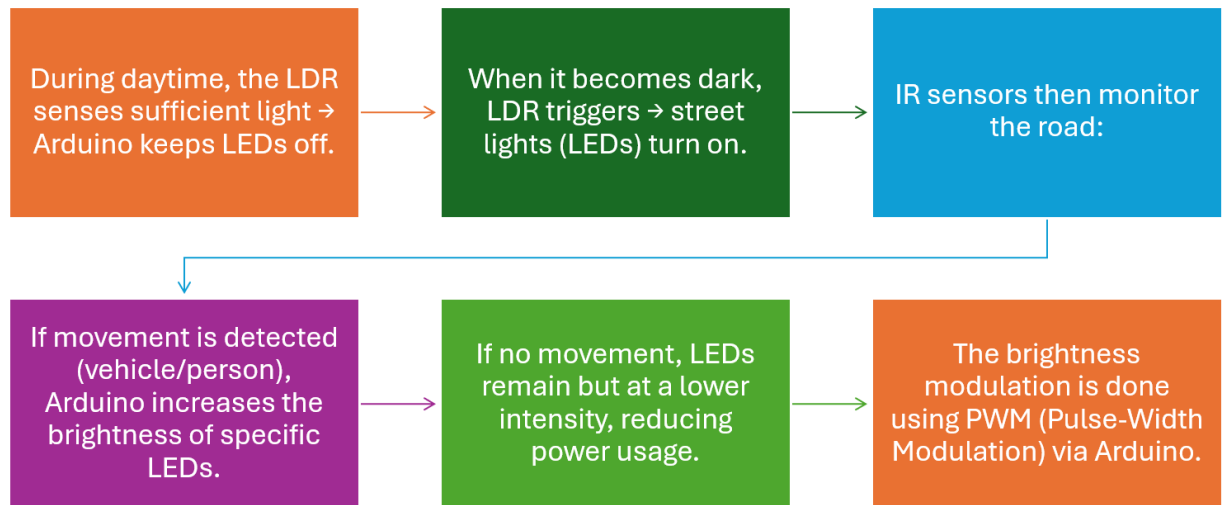 During daytime, the LDR
senses sufficient light →
Arduino keeps LEDs off.
When it becomes dark,
LDR triggers → street
lights (LEDs) turn on.
IR sensors then monitor
the road:
If movement is detected
(vehicle/person),
Arduino increases the
brightness of specific
LEDs.
If no movement, LEDs
remain but at a lower
intensity, reducing
power usage.
The brightness
modulation is done
using PWM (Pulse-Width
Modulation) via Arduino.